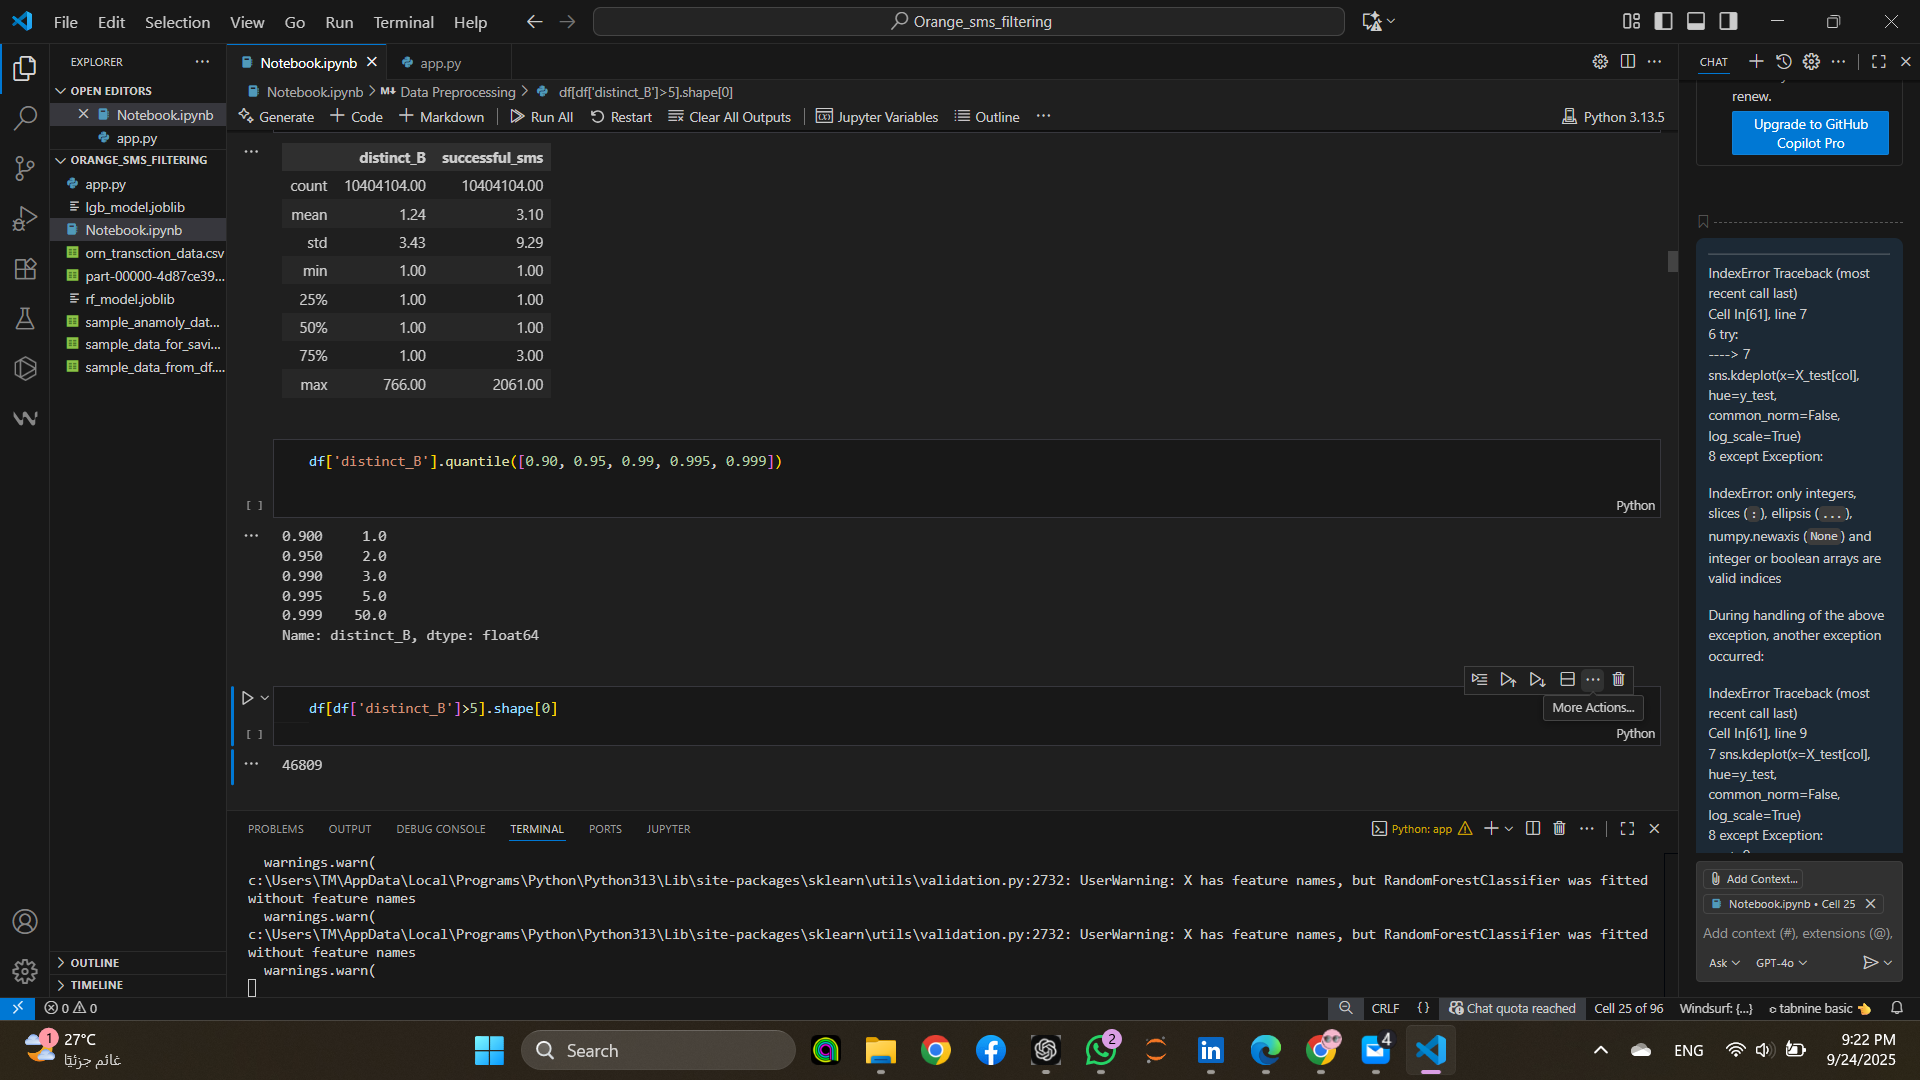 File Edit Selection View Go Run Terminal Help
Orange_sms_filtering
EXPLORER
OPEN EDITORS
Notebook.ipynb
app.py
ORANGE_SMS_FILTERING
app.py
lgb_model.joblib
Notebook.ipynb
orn_transction_data.csv
part-00000-4d87ce39...
rf_model.joblib
sample_anamoly_dat...
sample_data_for_savi...
sample_data_from_df....
OUTLINE
TIMELINE
Notebook.ipynb app.py
Notebook.ipynb > Data Preprocessing > df[df['distinct_B']>5].shape[0]
Generate Code Markdown Run All Restart Clear All Outputs Jupyter Variables Outline Python 3.13.5
distinct_B successful_sms
count 10404104.00 10404104.00
mean 1.24 3.10
std 3.43 9.29
min 1.00 1.00
25% 1.00 1.00
50% 1.00 1.00
75% 1.00 3.00
max 766.00 2061.00
df['distinct_B'].quantile([0.90, 0.95, 0.99, 0.995, 0.999])
[ ] Python
0.900 1.0
0.950 2.0
0.990 3.0
0.995 5.0
0.999 50.0
Name: distinct_B, dtype: float64
df[df['distinct_B']>5].shape[0]
More Actions...
[ ] Python
46809
PROBLEMS OUTPUT DEBUG CONSOLE TERMINAL PORTS JUPYTER Python: app
warnings.warn(
c:\Users\TM\AppData\Local\Programs\Python\Python313\Lib\site-packages\sklearn\utils\validation.py:2732: UserWarning: X has feature names, but RandomForestClassifier was fitted
without feature names
warnings.warn(
c:\Users\TM\AppData\Local\Programs\Python\Python313\Lib\site-packages\sklearn\utils\validation.py:2732: UserWarning: X has feature names, but RandomForestClassifier was fitted
without feature names
warnings.warn(
CHAT
renew.
Upgrade to GitHub
Copilot Pro
IndexError Traceback (most
recent call last)
Cell In[61], line 7
6 try:
----> 7
sns.kdeplot(x=X_test[col],
hue=y_test,
common_norm=False,
log_scale=True)
8 except Exception:
IndexError: only integers,
slices (:), ellipsis (...),
numpy.newaxis (None) and
integer or boolean arrays are
valid indices
During handling of the above
exception, another exception
occurred:
IndexError Traceback (most
recent call last)
Cell In[61], line 9
7 sns.kdeplot(x=X_test[col],
hue=y_test,
common_norm=False,
log_scale=True)
8 except Exception:
Add Context...
Notebook.ipynb • Cell 25
Add context (#), extensions (@),
Ask GPT-4o
0 0 CRLF {} Chat quota reached Cell 25 of 96 Windsurf: {...} tabnine basic
1 27°C
غائم جزئيًا
Search
2
4
ENG
9:22 PM
9/24/2025